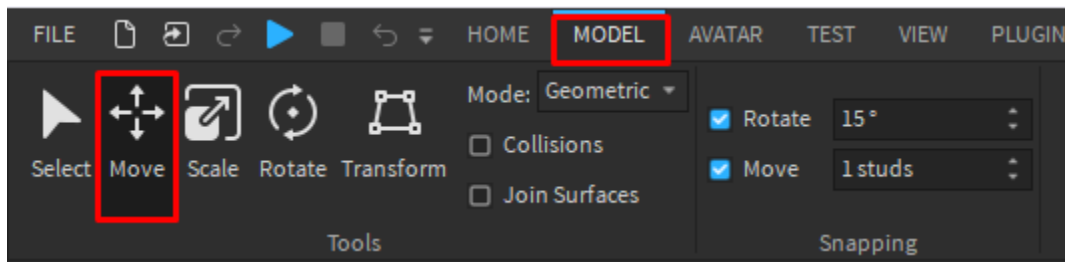 FILE HOME MODEL AVATAR TEST VIEW PLUGIN
Mode: Geometric
Rotate 15°
Collisions
Select Move Scale Rotate Transform
Move 1 studs
Join Surfaces
Tools Snapping